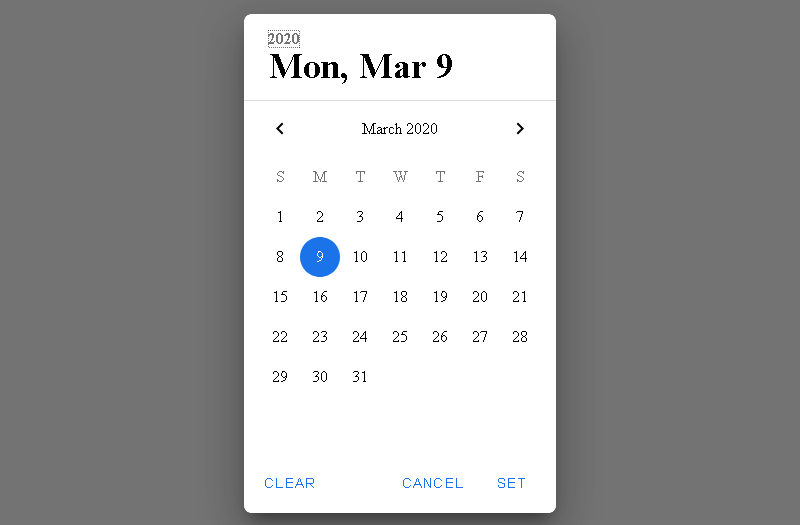 2020
Mon, Mar 9
March 2020
S M T W T F S
1 2 3 4 5 6 7
8 9 10 11 12 13 14
15 16 17 18 19 20 21
22 23 24 25 26 27 28
29 30 31
CLEAR CANCEL SET